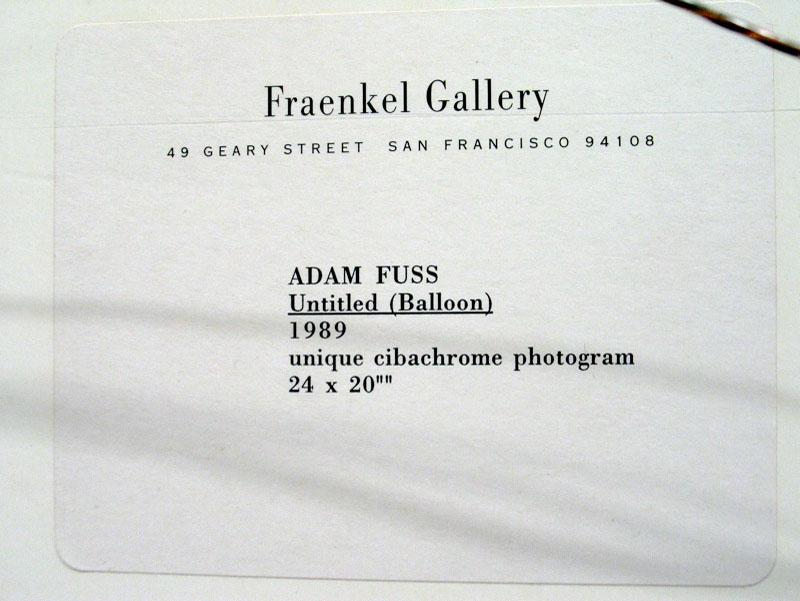 Fraenkel Gallery
49 GEARY STREET SAN FRANCISCO 94108
ADAM FUSS
Untitled (Balloon)
1989
unique cibachrome photogram
24 x 20""